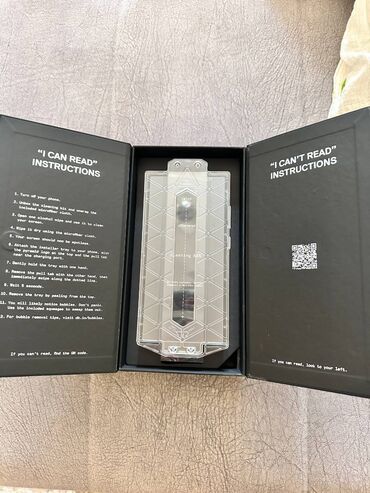 “I CAN READ”
INSTRUCTIONS
1. Turn off your phone.
2. Unbox the cleaning kit and unwrap the
included microfiber cloth.
3. Open one alcohol wipe and use it to clean
your screen.
4. Wipe it dry using the microfiber cloth.
5. Your screen should now be spotless.
6. Attach the installer tray to your phone, with
the pyramid logo at the top and the pull tab
near the charging port.
7. Gently hold the tray with one hand.
8. Remove the pull tab with the other hand, then
immediately swipe along the dotted line.
9. Wait 5 seconds.
10. Remove the tray by peeling from the top.
11. You will likely notice bubbles. Don't panic.
Use the included squeegee to sweep them out.
12. For bubble removal tips, visit db.io/bubbles.
If you can't read, find the QR code.
“I CAN'T READ”
INSTRUCTIONS
If you can read, look to your left.